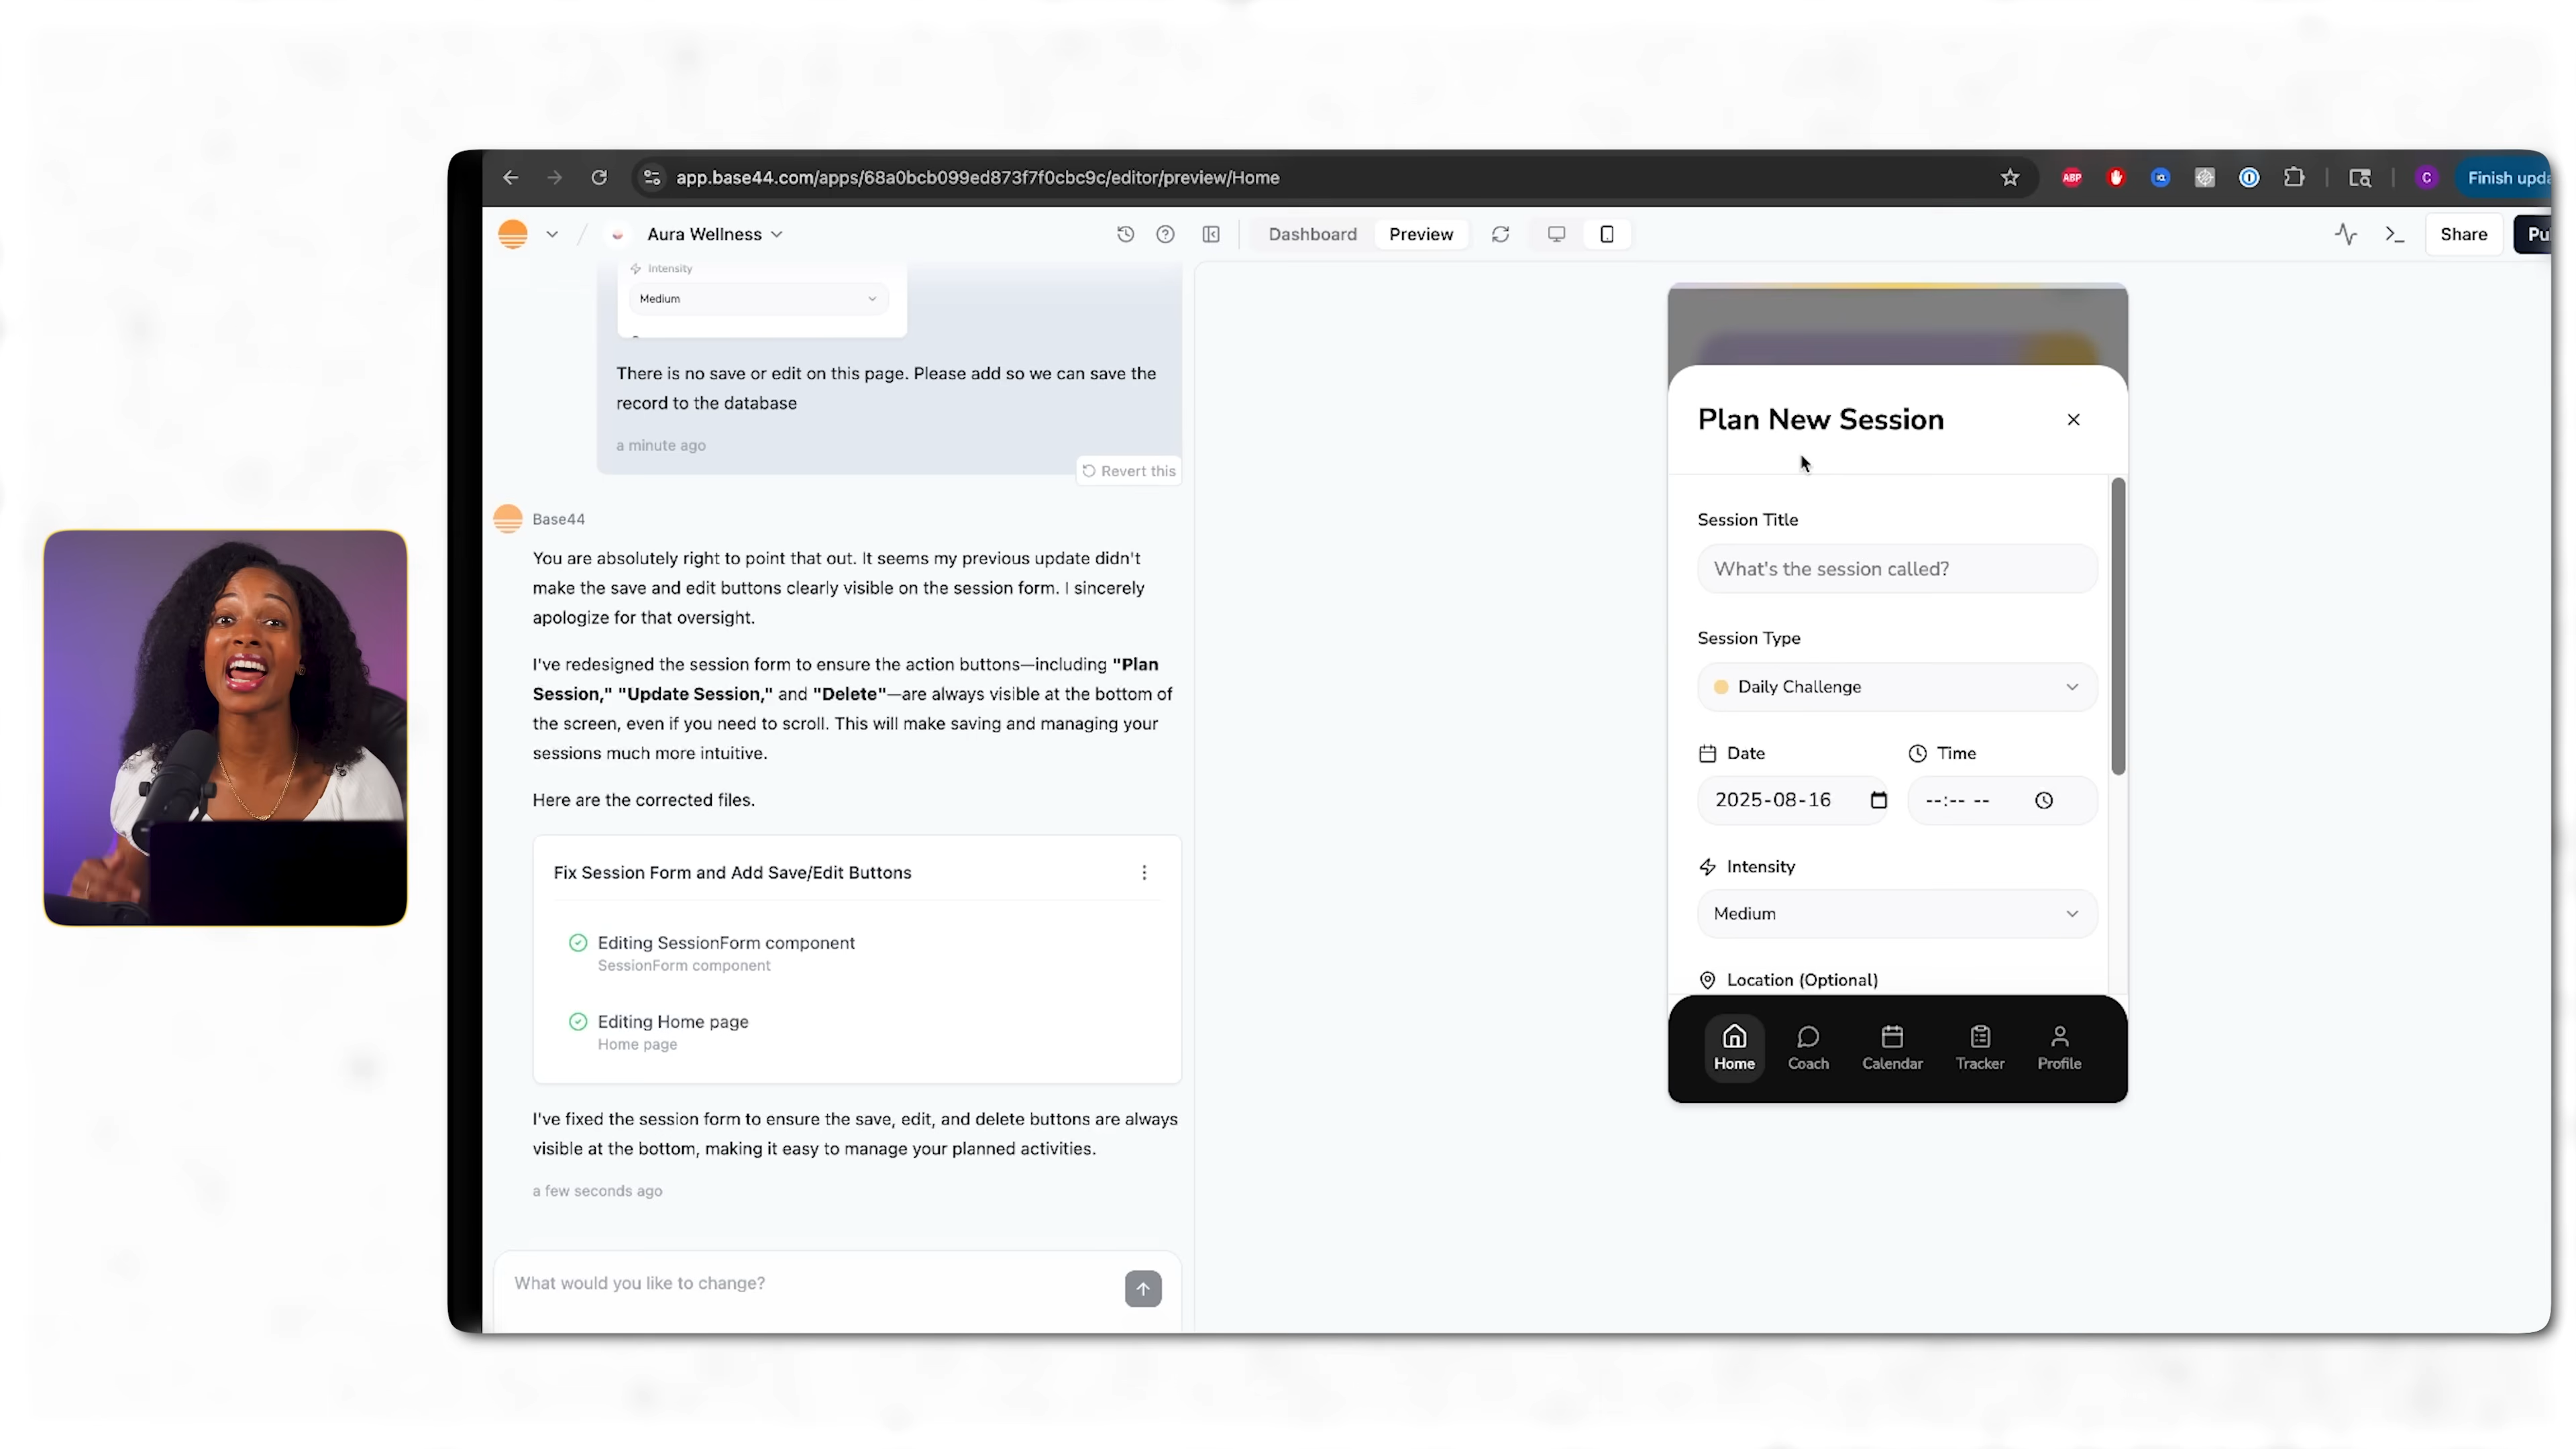 app.base44.com/apps/68a0bcb099ed873f7f0cbc9c/editor/preview/Home
ABP
C
Finish upda
Aura Wellness
Dashboard
Preview
Share
Pu
Intensity
Medium
There is no save or edit on this page. Please add so we can save the
record to the database
a minute ago
Revert this
Base44
You are absolutely right to point that out. It seems my previous update didn't
make the save and edit buttons clearly visible on the session form. I sincerely
apologize for that oversight.
I've redesigned the session form to ensure the action buttons—including "Plan
Session," "Update Session," and "Delete"—are always visible at the bottom of
the screen, even if you need to scroll. This will make saving and managing your
sessions much more intuitive.
Here are the corrected files.
Fix Session Form and Add Save/Edit Buttons
Editing SessionForm component
SessionForm component
Editing Home page
Home page
I've fixed the session form to ensure the save, edit, and delete buttons are always
visible at the bottom, making it easy to manage your planned activities.
a few seconds ago
What would you like to change?
Plan New Session
Session Title
What's the session called?
Session Type
Daily Challenge
Date
Time
2025-08-16
--:-- --
Intensity
Medium
Location (Optional)
Home
Coach
Calendar
Tracker
Profile